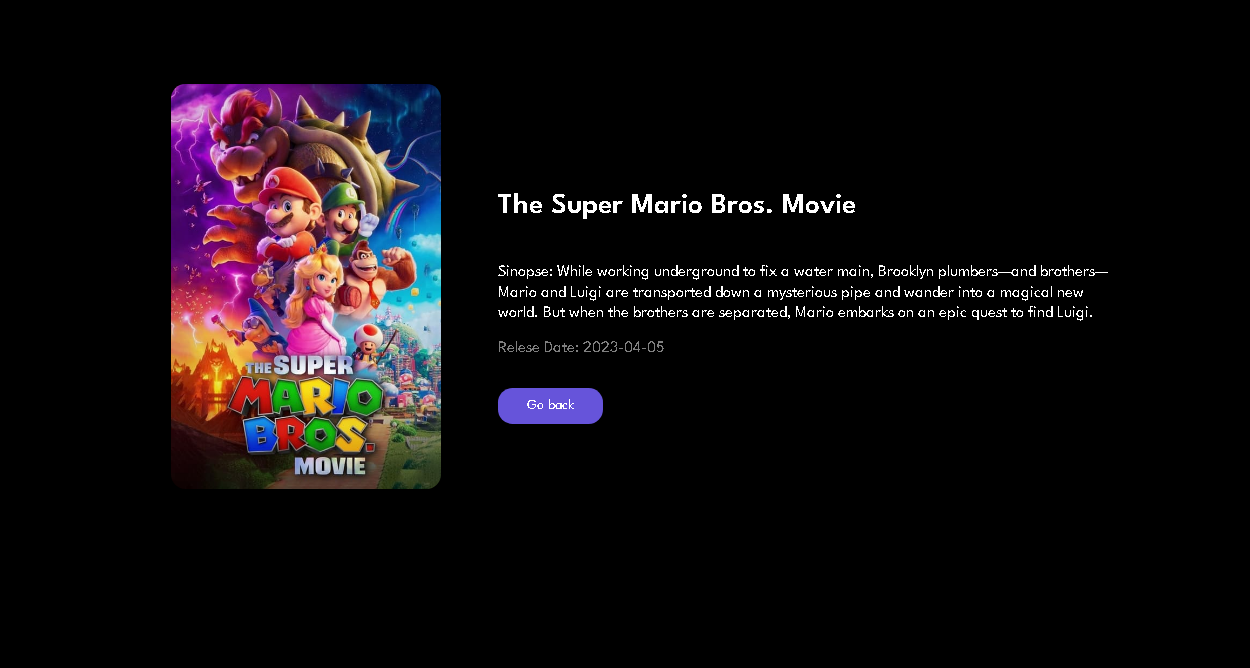 THE SUPER
MARIO
BROS.
MOVIE
The Super Mario Bros. Movie
Sinopse: While working underground to fix a water main, Brooklyn plumbers—and brothers—
Mario and Luigi are transported down a mysterious pipe and wander into a magical new
world. But when the brothers are separated, Mario embarks on an epic quest to find Luigi.
Relese Date: 2023-04-05
Go back